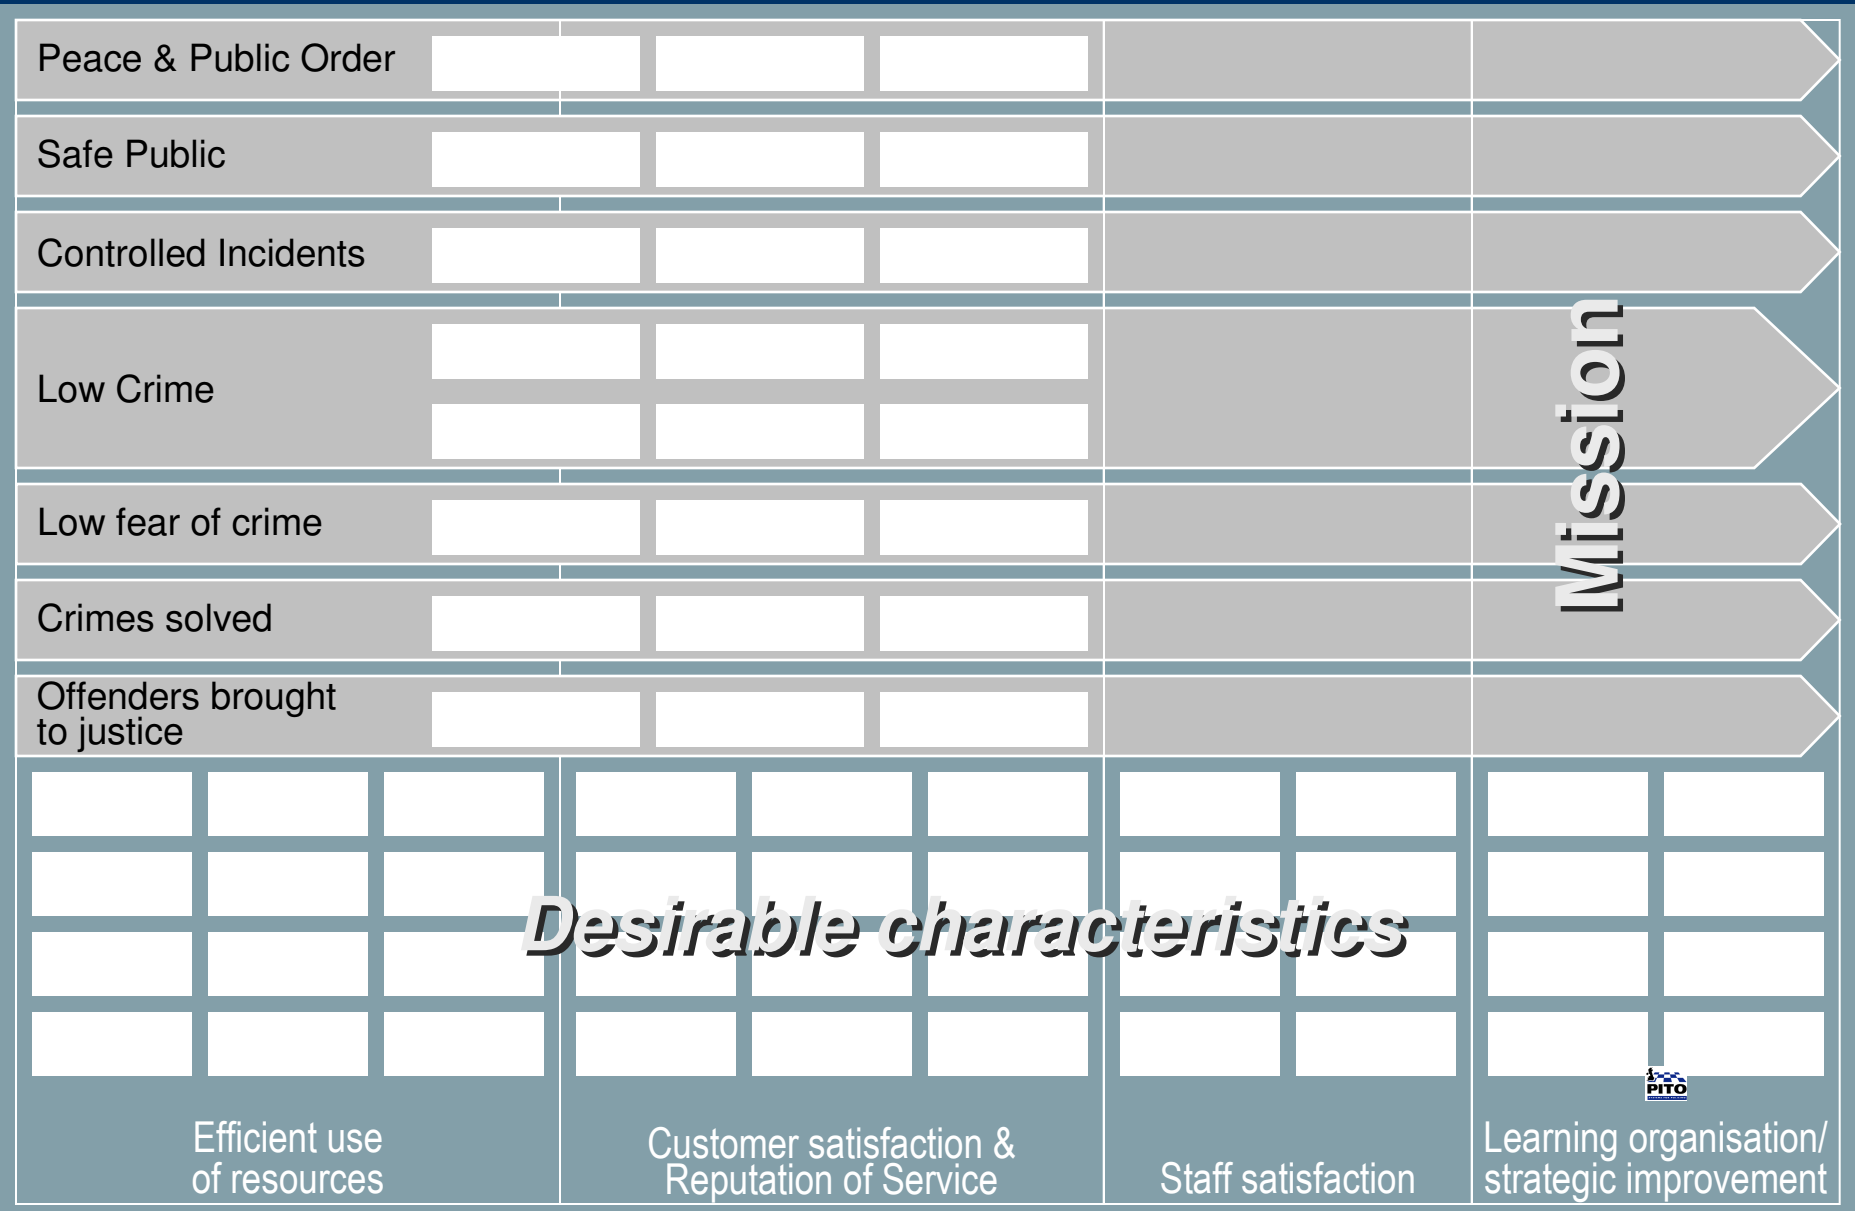 Peace & Public Order
Safe Public
Controlled Incidents
Low Crime
Low fear of crime
Crimes solved
Offenders brought
to justice
Mission
Desirable characteristics
PITO
Efficient use
of resources
Customer satisfaction &
Reputation of Service
Staff satisfaction
Learning organisation/
strategic improvement